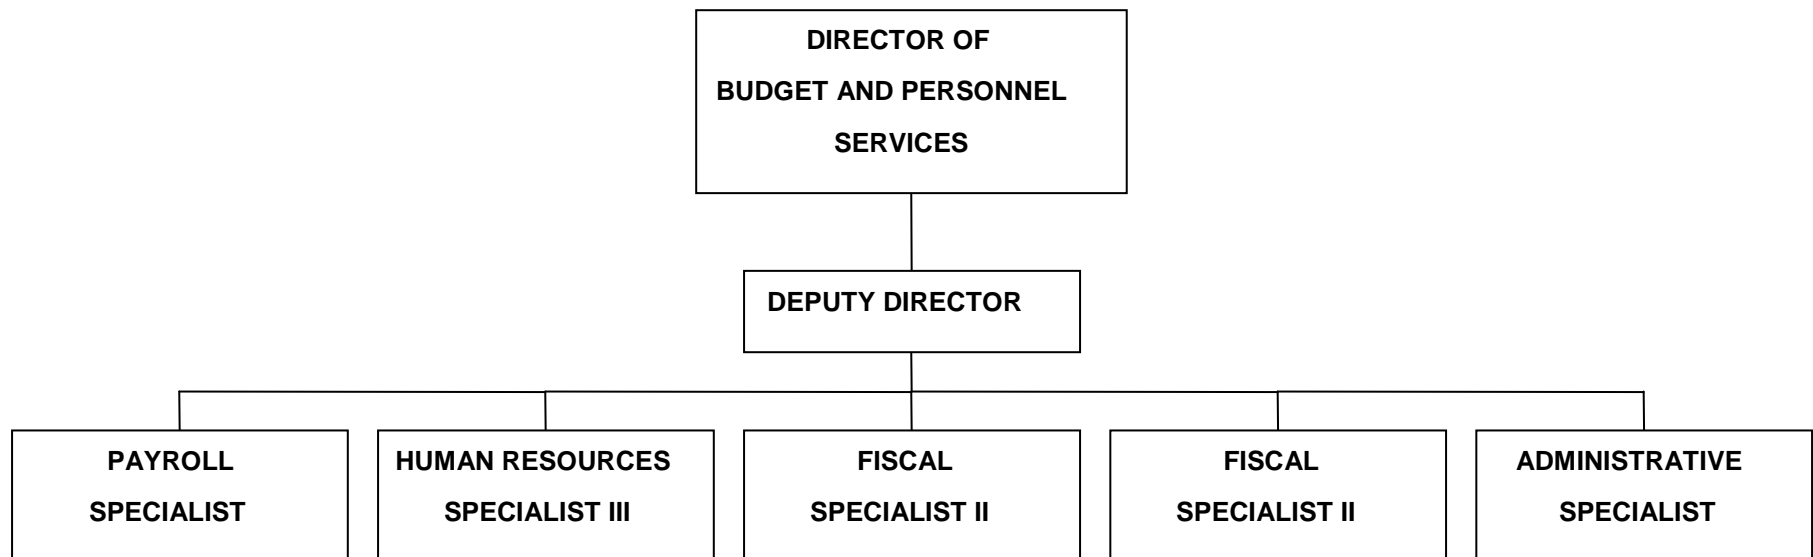 DIRECTOR OF
BUDGET AND PERSONNEL
SERVICES
DEPUTY DIRECTOR
PAYROLL
SPECIALIST
HUMAN RESOURCES
SPECIALIST III
FISCAL
SPECIALIST II
FISCAL
SPECIALIST II
ADMINISTRATIVE
SPECIALIST